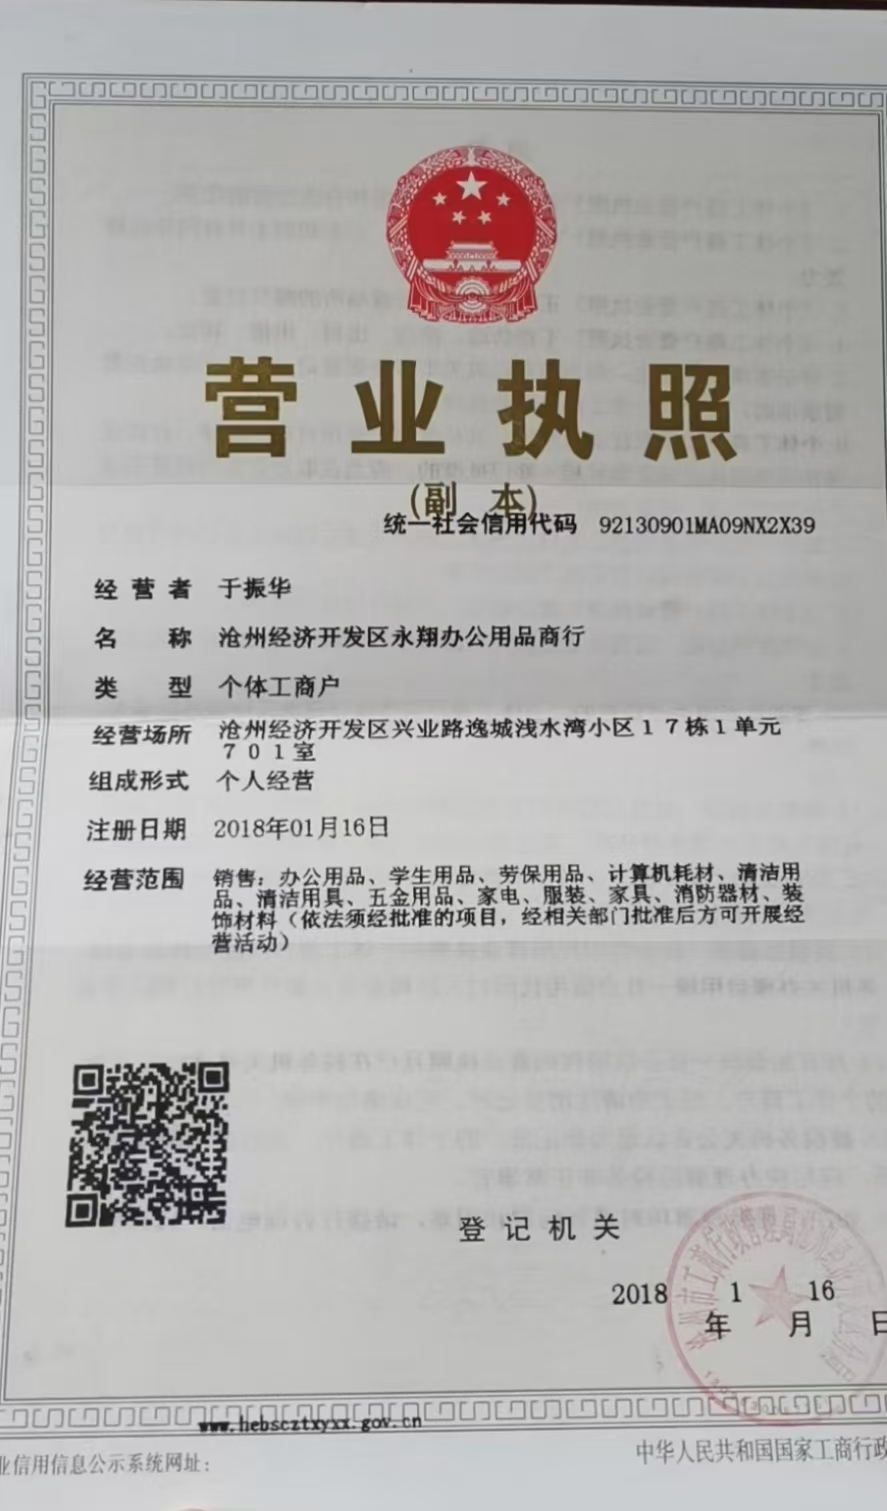 营业执照
(副 本)
统一社会信用代码 92130901MA09NX2X39
经营者 于振华
名 称 沧州经济开发区永翔办公用品商行
类 型 个体工商户
经营场所 沧州经济开发区兴业路逸城浅水湾小区17栋1单元
701室
组成形式 个人经营
注册日期 2018年01月16日
经营范围 销售：办公用品、学生用品、劳保用品、计算机耗材、清洁用
品、清洁用具、五金用品、家电、服装、家具、消防器材、装
饰材料（依法须经批准的项目，经相关部门批准后方可开展经
营活动）
登记机关
2018 1 16
年 月 日
www.hebscztxyxx.gov.cn
业信用信息公示系统网址：
中华人民共和国国家工商行政